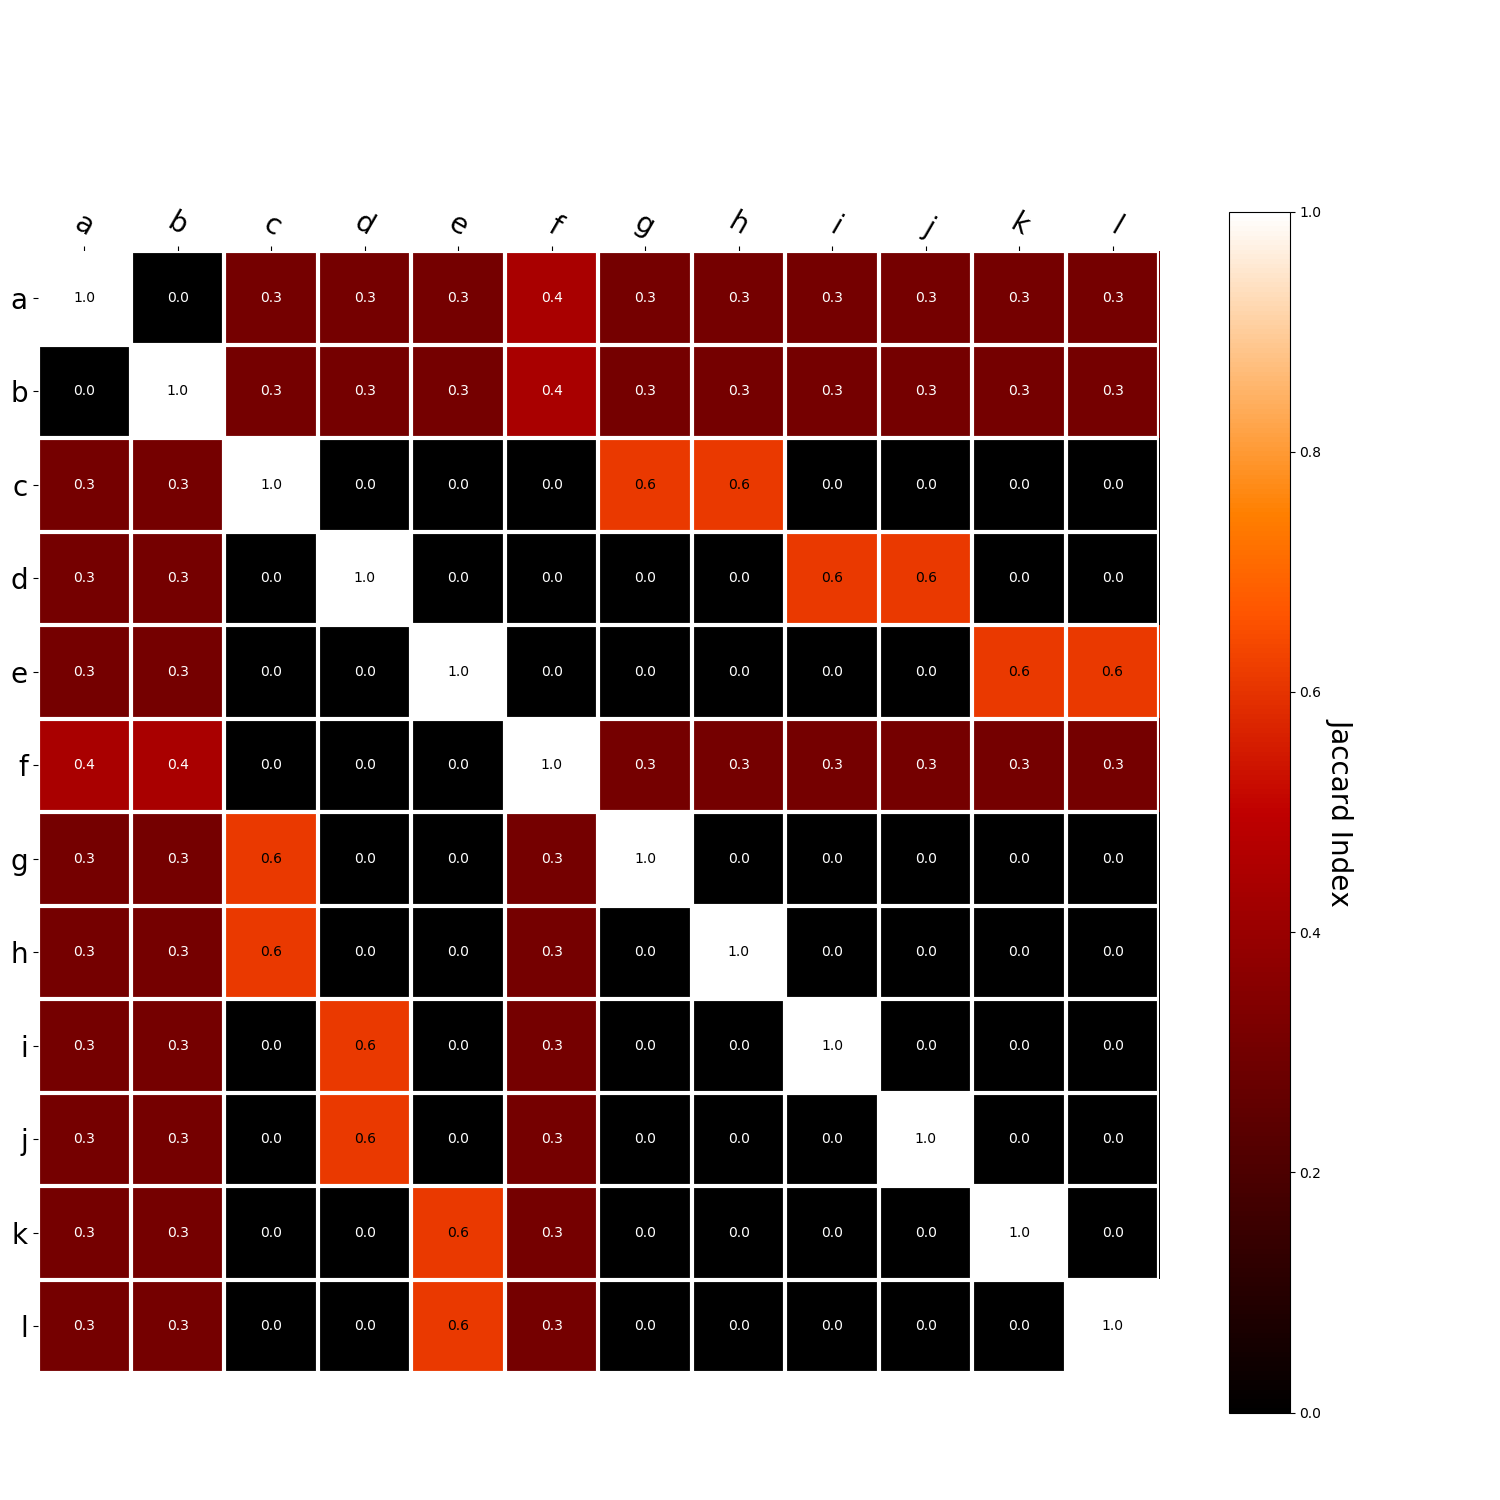 a b c d e f g h i j k l
a 1.0 0.0 0.3 0.3 0.3 0.4 0.3 0.3 0.3 0.3 0.3 0.3
b 0.0 1.0 0.3 0.3 0.3 0.4 0.3 0.3 0.3 0.3 0.3 0.3
c 0.3 0.3 1.0 0.0 0.0 0.0 0.6 0.6 0.0 0.0 0.0 0.0
d 0.3 0.3 0.0 1.0 0.0 0.0 0.0 0.0 0.6 0.6 0.0 0.0
e 0.3 0.3 0.0 0.0 1.0 0.0 0.0 0.0 0.0 0.0 0.6 0.6
f 0.4 0.4 0.0 0.0 0.0 1.0 0.3 0.3 0.3 0.3 0.3 0.3
g 0.3 0.3 0.6 0.0 0.0 0.3 1.0 0.0 0.0 0.0 0.0 0.0
h 0.3 0.3 0.6 0.0 0.0 0.3 0.0 1.0 0.0 0.0 0.0 0.0
i 0.3 0.3 0.0 0.6 0.0 0.3 0.0 0.0 1.0 0.0 0.0 0.0
j 0.3 0.3 0.0 0.6 0.0 0.3 0.0 0.0 0.0 1.0 0.0 0.0
k 0.3 0.3 0.0 0.0 0.6 0.3 0.0 0.0 0.0 0.0 1.0 0.0
l 0.3 0.3 0.0 0.0 0.6 0.3 0.0 0.0 0.0 0.0 0.0 1.0
1.0
0.8
0.6
0.4
0.2
0.0
Jaccard Index